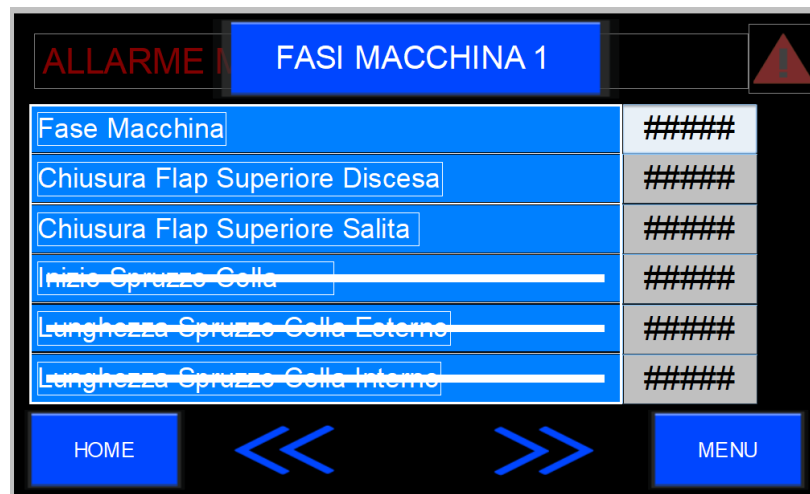 ALLARME
FASI MACCHINA 1
Fase Macchina
#####
Chiusura Flap Superiore Discesa
#####
Chiusura Flap Superiore Salita
#####
Inizio Spruzzo Colla
#####
Lunghezza Spruzzo Colla Esterno
#####
Lunghezza Spruzzo Colla Interno
#####
HOME
MENU